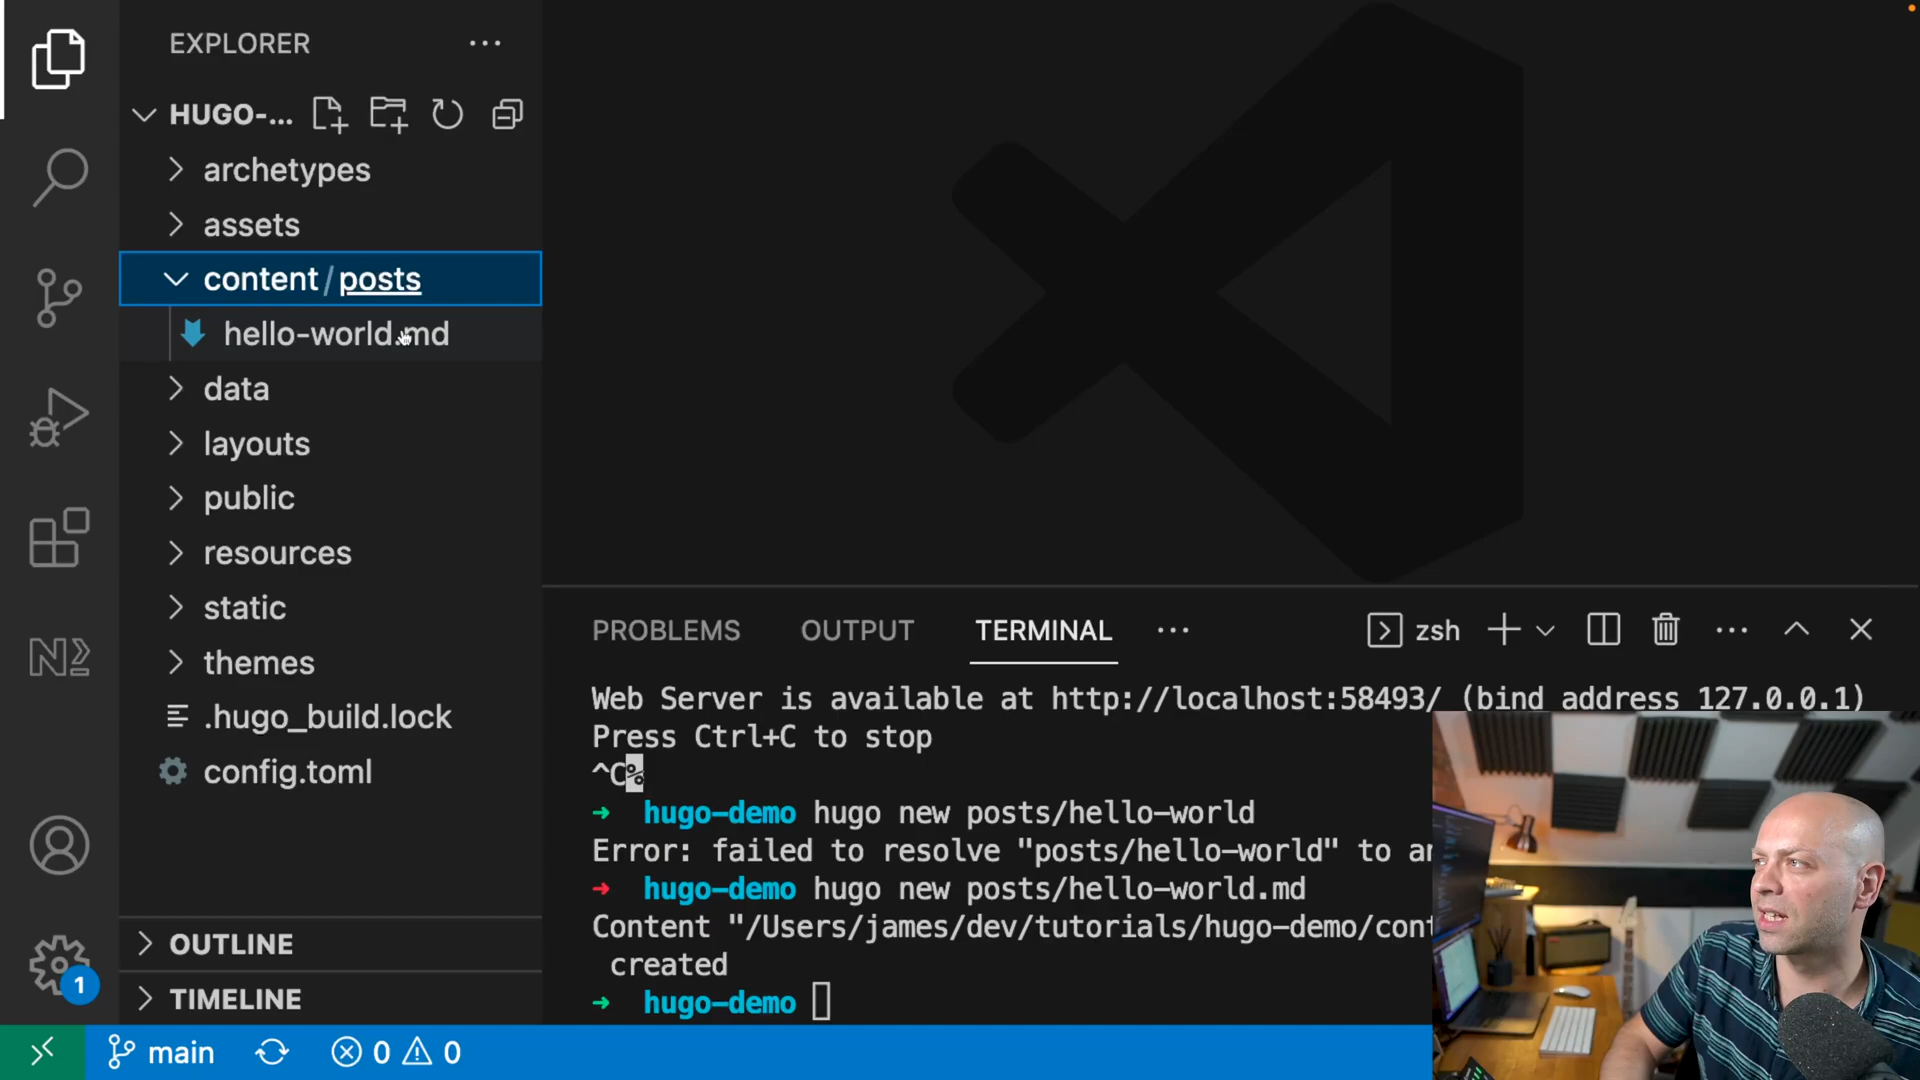 EXPLORER
HUGO-...
archetypes
assets
content / posts
hello-world.md
data
layouts
public
resources
static
themes
.hugo_build.lock
config.toml
OUTLINE
TIMELINE
1
main
0 0
PROBLEMS OUTPUT TERMINAL
zsh
Web Server is available at http://localhost:58493/ (bind address 127.0.0.1)
Press Ctrl+C to stop
^C%
➜ hugo-demo hugo new posts/hello-world
Error: failed to resolve "posts/hello-world" to
➜ hugo-demo hugo new posts/hello-world.md
Content "/Users/james/dev/tutorials/hugo-demo/cont
created
➜ hugo-demo